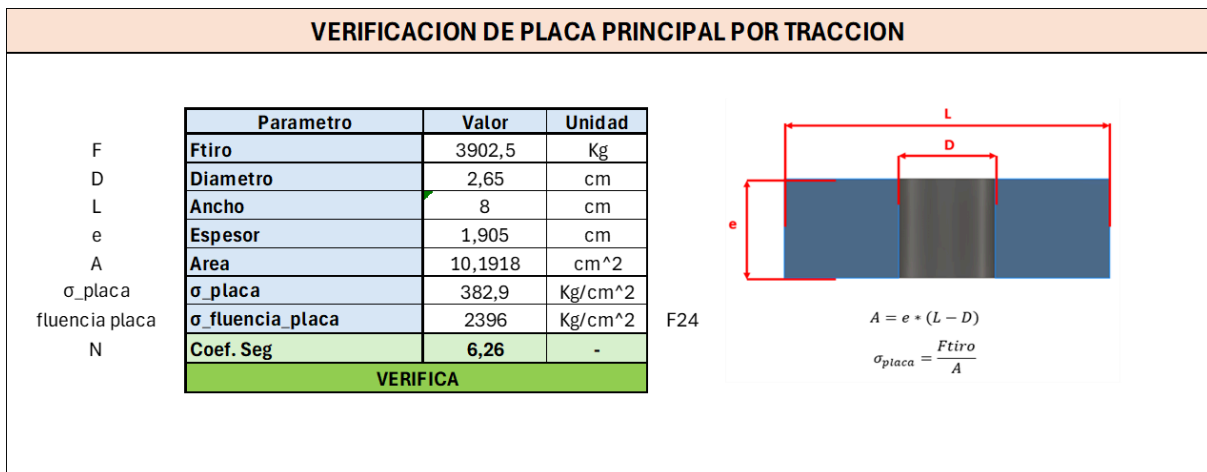 VERIFICACION DE PLACA PRINCIPAL POR TRACCION
Parametro Valor Unidad
F Ftiro 3902,5 Kg
D Diametro 2,65 cm
L Ancho 8 cm
e Espesor 1,905 cm
A Area 10,1918 cm^2
σ_placa σ_placa 382,9 Kg/cm^2
fluencia placa σ_fluencia_placa 2396 Kg/cm^2 F24
N Coef. Seg 6,26 -
VERIFICA
L
D
e
A = e * (L − D)
σ_placa = Ftiro / A